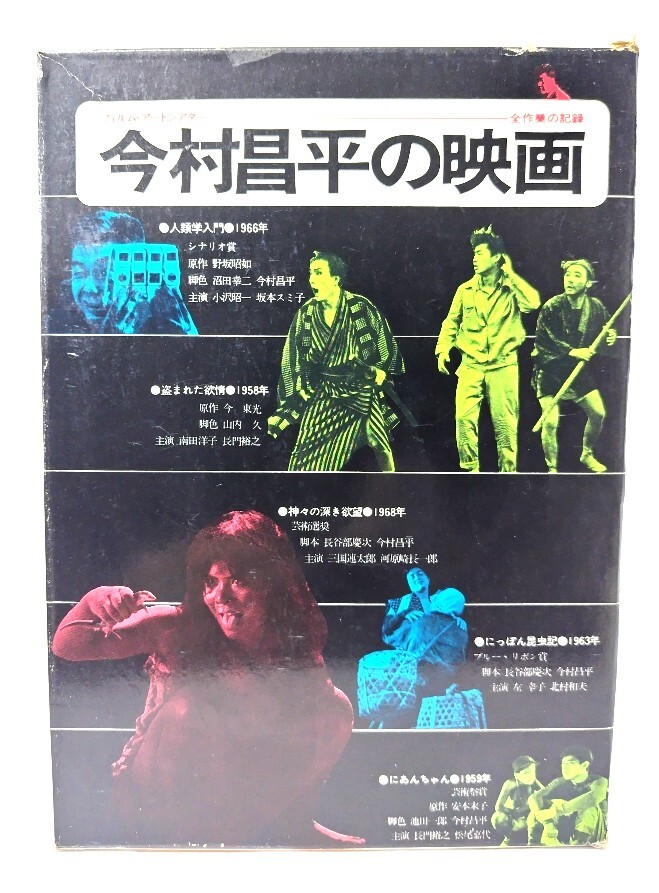 フィルム・アートシアター
全作品の記録
今村昌平の映画
●人類学入門●1966年
シナリオ賞
原作 野坂昭如
脚色 沼田幸二 今村昌平
主演 小沢昭一 坂本スミ子
●盗まれた欲情●1958年
原作 今 東光
脚色 山内 久
主演 南田洋子 長門裕之
●神々の深き欲望●1968年
芸術選奨
脚本 長谷部慶次 今村昌平
主演 三国連太郎 河原崎長一郎
●にっぽん昆虫記●1963年
ブルー・リボン賞
脚本 長谷部慶次 今村昌平
主演 左 幸子 北村和夫
●にあんちゃん●1959年
芸術祭賞
原作 安本末子
脚色 池田一郎 今村昌平
主演 長門裕之 松尾嘉代